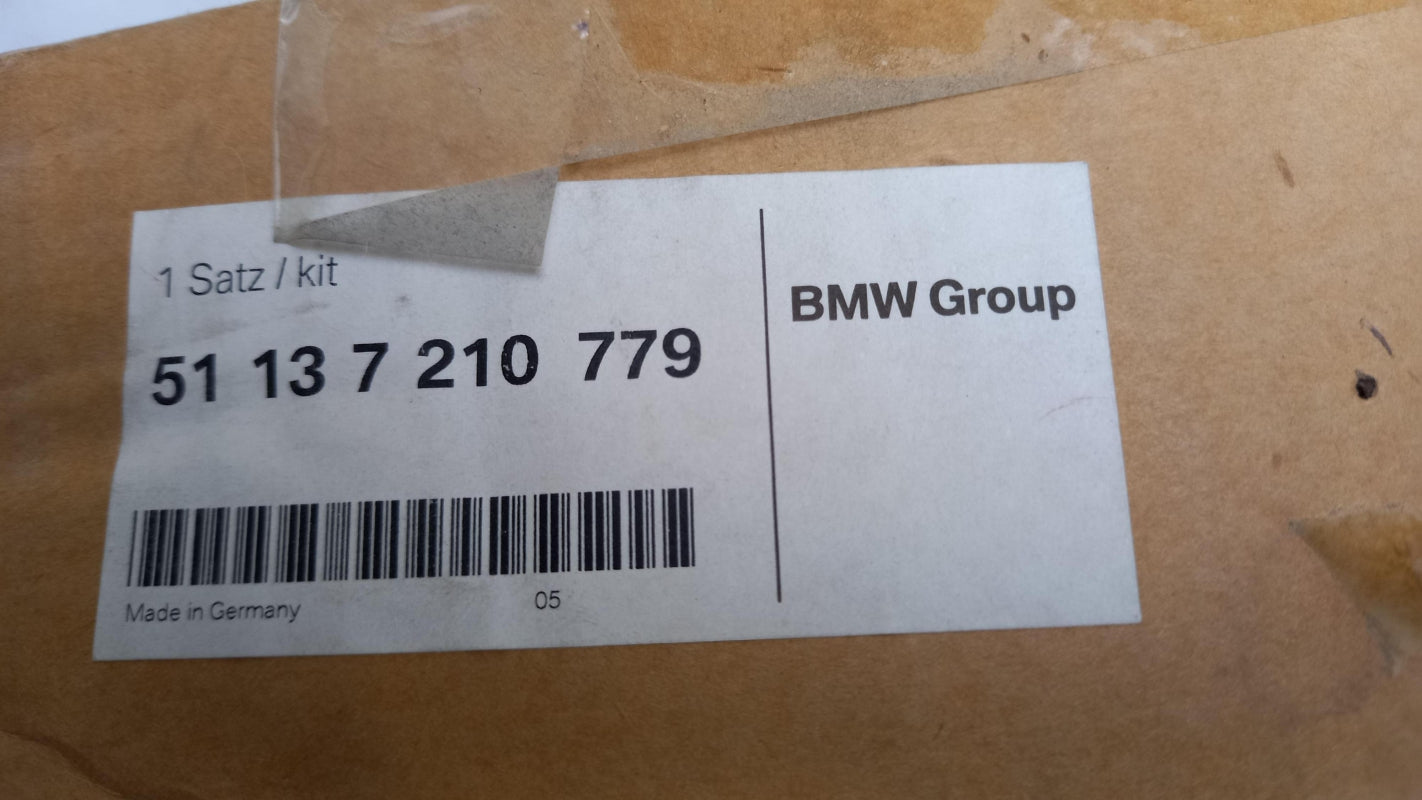 1 Satz / kit
51 13 7 210 779
BMW Group
Made in Germany
05